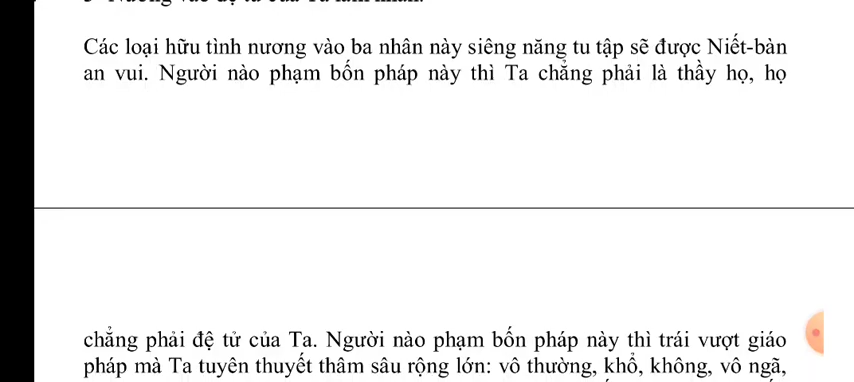 Các loại hữu tình nương vào ba nhân này siêng năng tu tập sẽ được Niết-bàn
an vui. Người nào phạm bốn pháp này thì Ta chẳng phải là thầy họ, họ
chẳng phải đệ tử của Ta. Người nào phạm bốn pháp này thì trái vượt giáo
pháp mà Ta tuyên thuyết thâm sâu rộng lớn: vô thường, khổ, không, vô ngã,